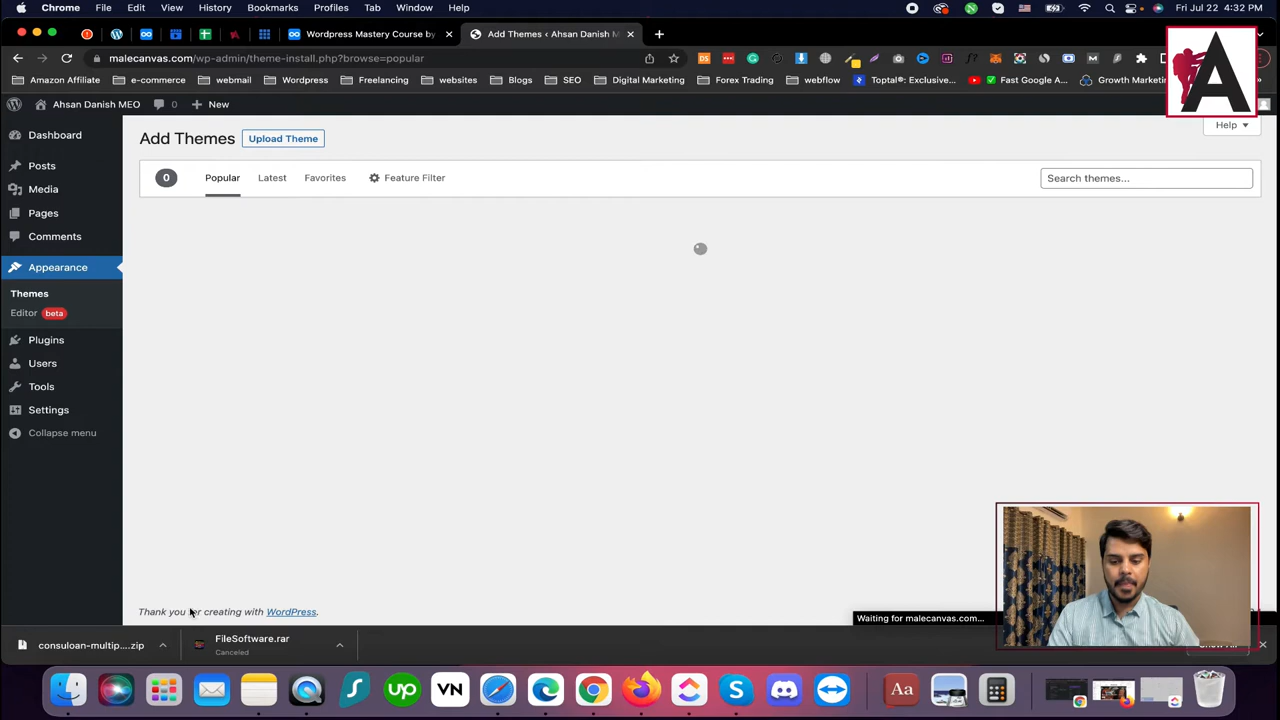 Chrome File Edit View History Bookmarks Profiles Tab Window Help Fri Jul 22 4:32 PM
Wordpress Mastery Course by Add Themes ‹ Ahsan Danish M
malecanvas.com/wp-admin/theme-install.php?browse=popular
Amazon Affiliate e-commerce webmail Wordpress Freelancing websites Blogs SEO Digital Marketing Forex Trading webflow Toptal®: Exclusive... Fast Google A... Growth Marketin
A
Ahsan Danish MEO 0 New
Help
Add Themes Upload Theme
0 Popular Latest Favorites Feature Filter Search themes...
Dashboard
Posts
Media
Pages
Comments
Appearance
Themes
Editor beta
Plugins
Users
Tools
Settings
Collapse menu
Thank you for creating with WordPress.
Waiting for malecanvas.com...
consuloan-multip....zip FileSoftware.rar
Canceled
up VN Aa